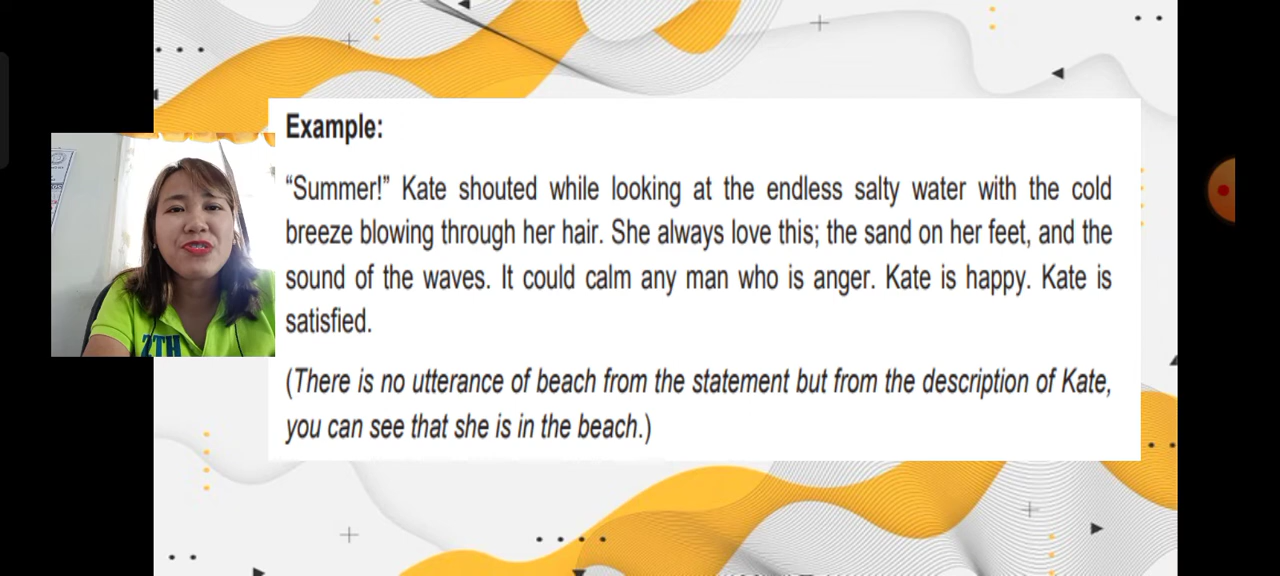 Example:
“Summer!” Kate shouted while looking at the endless salty water with the cold
breeze blowing through her hair. She always love this; the sand on her feet, and the
sound of the waves. It could calm any man who is anger. Kate is happy. Kate is
satisfied.
(There is no utterance of beach from the statement but from the description of Kate,
you can see that she is in the beach.)
ZTH